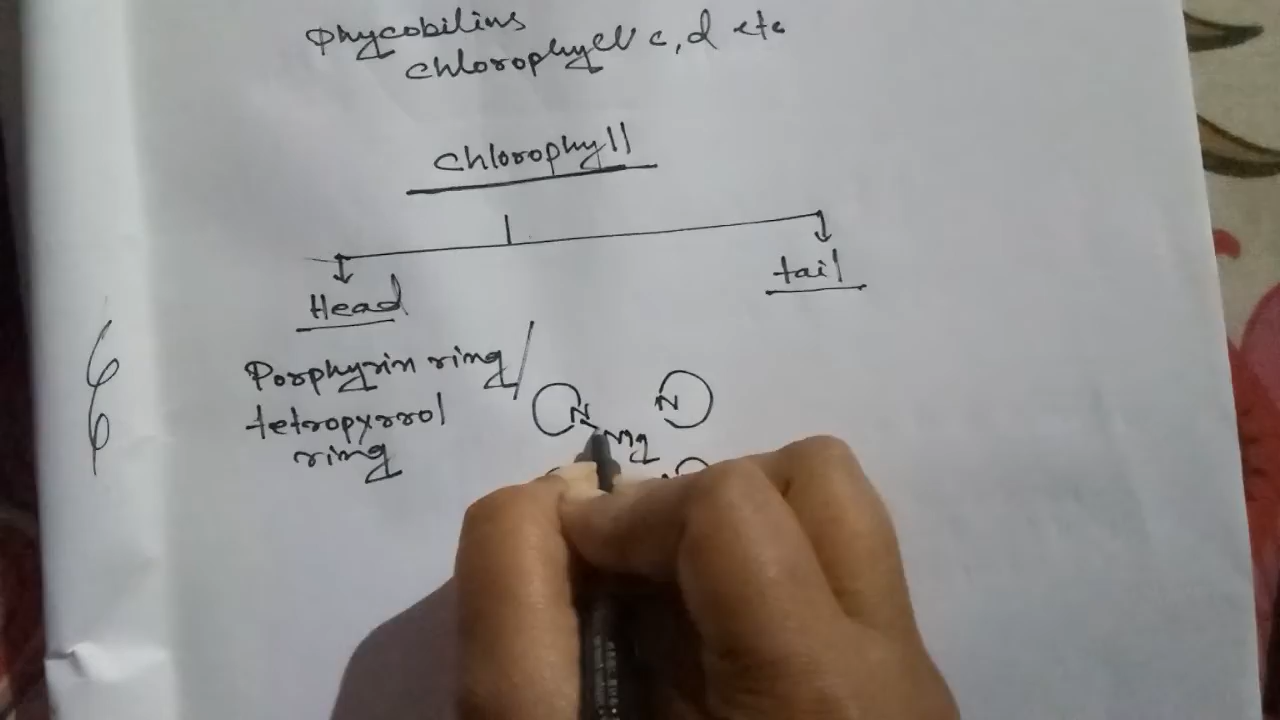 Phycobilins
chlorophyll c, d etc
chlorophyll
Head
tail
Porphyrin ring/
tetropyrrol
ring
N
N
Mg